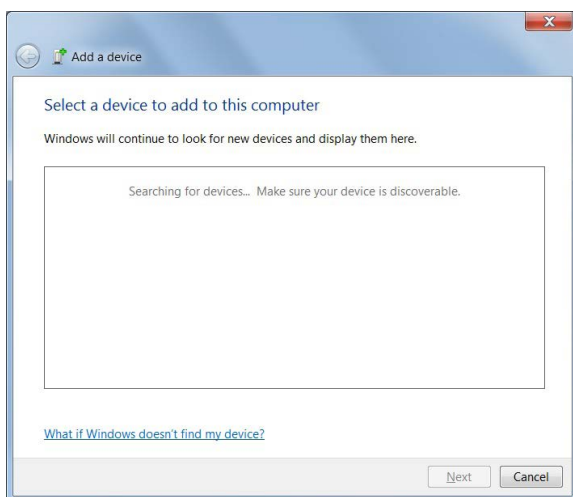 Add a device
Select a device to add to this computer
Windows will continue to look for new devices and display them here.
Searching for devices... Make sure your device is discoverable.
What if Windows doesn't find my device?
Next
Cancel